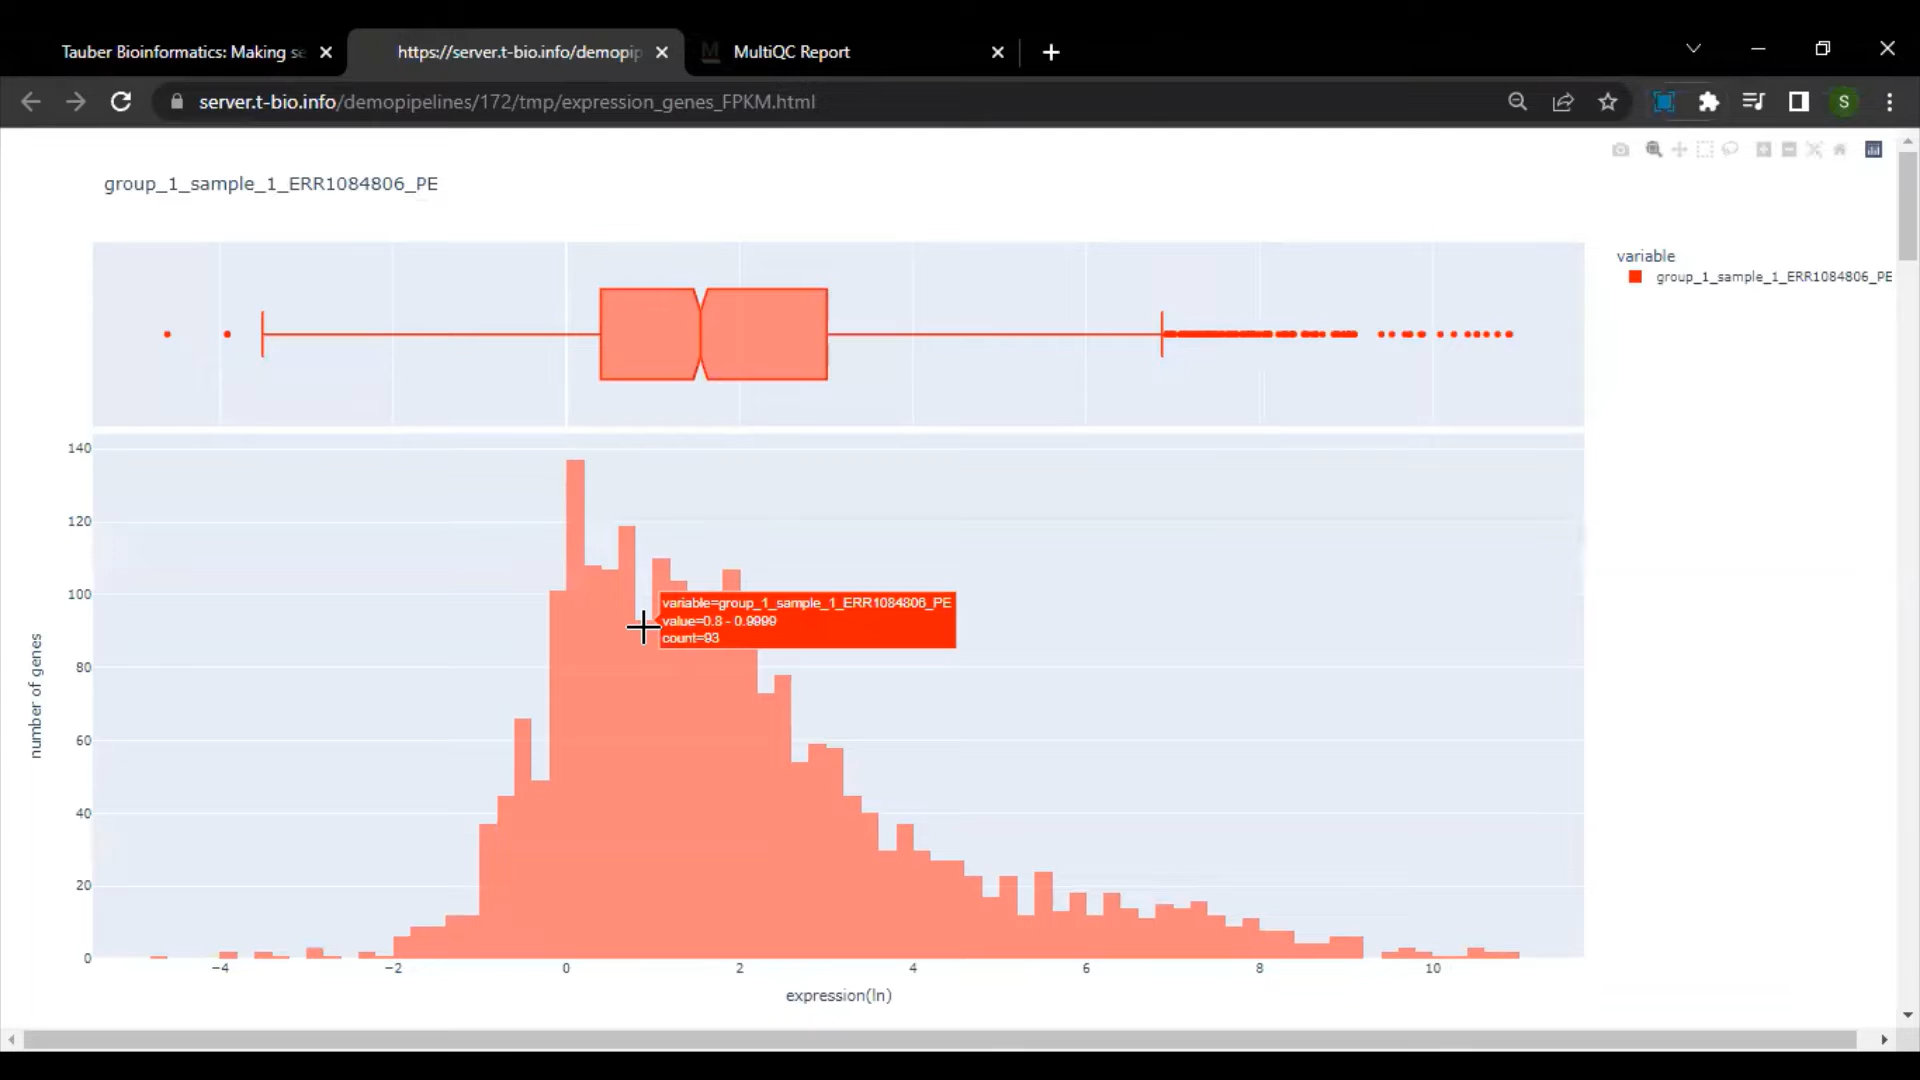 Tauber Bioinformatics: Making se
https://server.t-bio.info/demopip
MultiQC Report
server.t-bio.info/demopipelines/172/tmp/expression_genes_FPKM.html
S
group_1_sample_1_ERR1084806_PE
variable
group_1_sample_1_ERR1084806_PE
140
120
100
80
60
40
20
0
number of genes
variable=group_1_sample_1_ERR1084806_PE
value=0.8 - 0.9999
count=93
−4
−2
0
2
4
6
8
10
expression(ln)